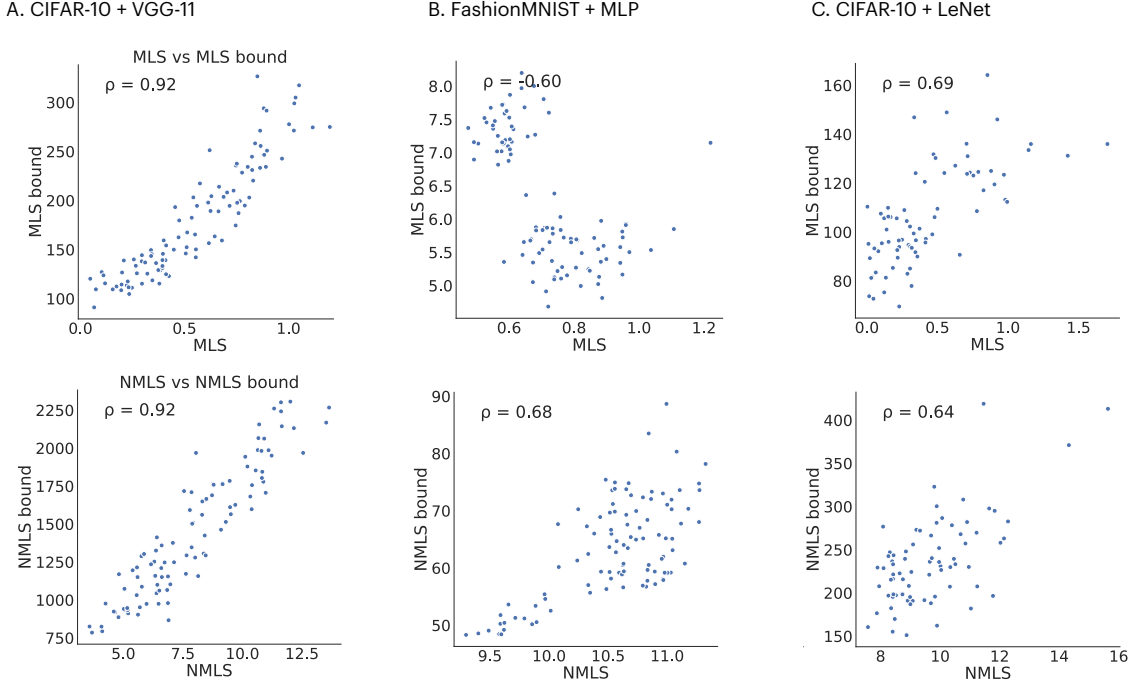 A. CIFAR-10 + VGG-11
B. FashionMNIST + MLP
C. CIFAR-10 + LeNet
MLS vs MLS bound
ρ = 0.92
MLS bound
300
250
200
150
100
0.0 0.5 1.0
MLS
ρ = -0.60
MLS bound
8.0
7.5
7.0
6.5
6.0
5.5
5.0
0.6 0.8 1.0 1.2
MLS
ρ = 0.69
MLS bound
160
140
120
100
80
0.0 0.5 1.0 1.5
MLS
NMLS vs NMLS bound
ρ = 0.92
NMLS bound
2250
2000
1750
1500
1250
1000
750
5.0 7.5 10.0 12.5
NMLS
ρ = 0.68
NMLS bound
90
80
70
60
50
9.5 10.0 10.5 11.0
NMLS
ρ = 0.64
NMLS bound
400
350
300
250
200
150
8 10 12 14 16
NMLS